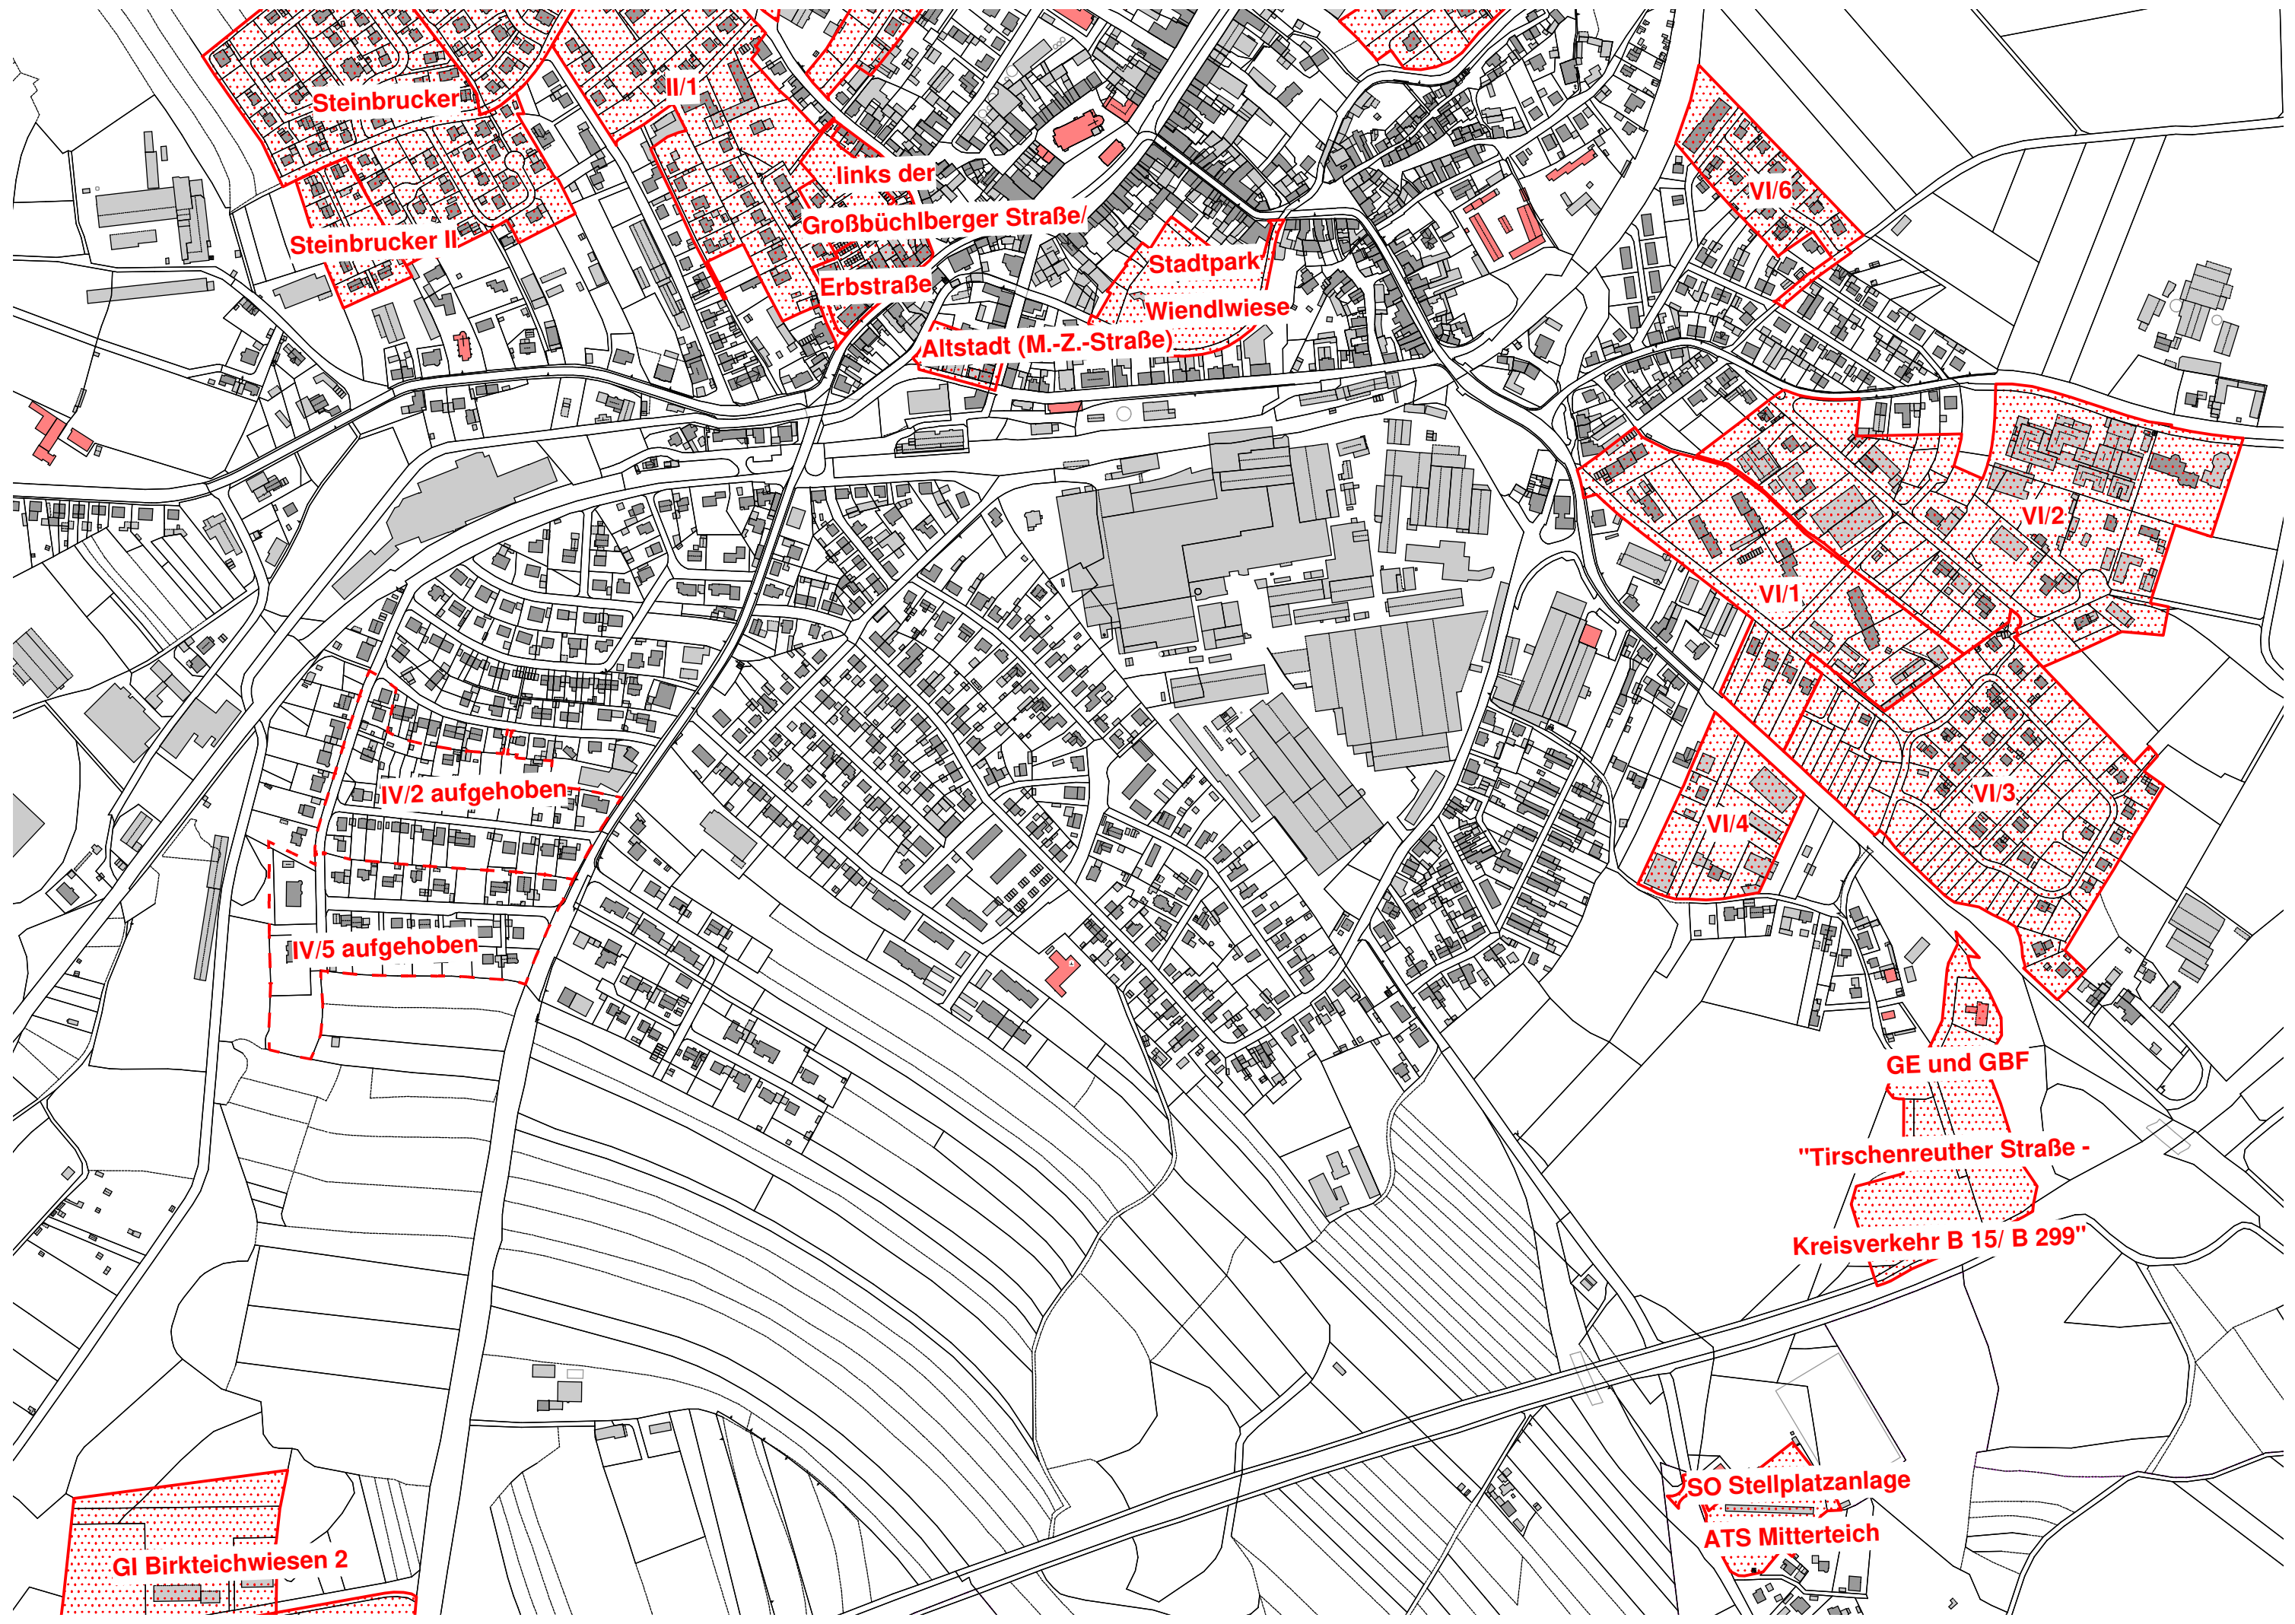 II/1
Steinbrucker
links der
VI/6
Großbüchlberger Straße/
Steinbrucker II
Stadtpark
Erbstraße
Wiendlwiese
Altstadt (M.-Z.-Straße)
VI/2
VI/1
IV/2 aufgehoben
VI/3
VI/4
IV/5 aufgehoben
GE und GBF
"Tirschenreuther Straße -
Kreisverkehr B 15/ B 299"
SO Stellplatzanlage
ATS Mitterteich
GI Birkteichwiesen 2